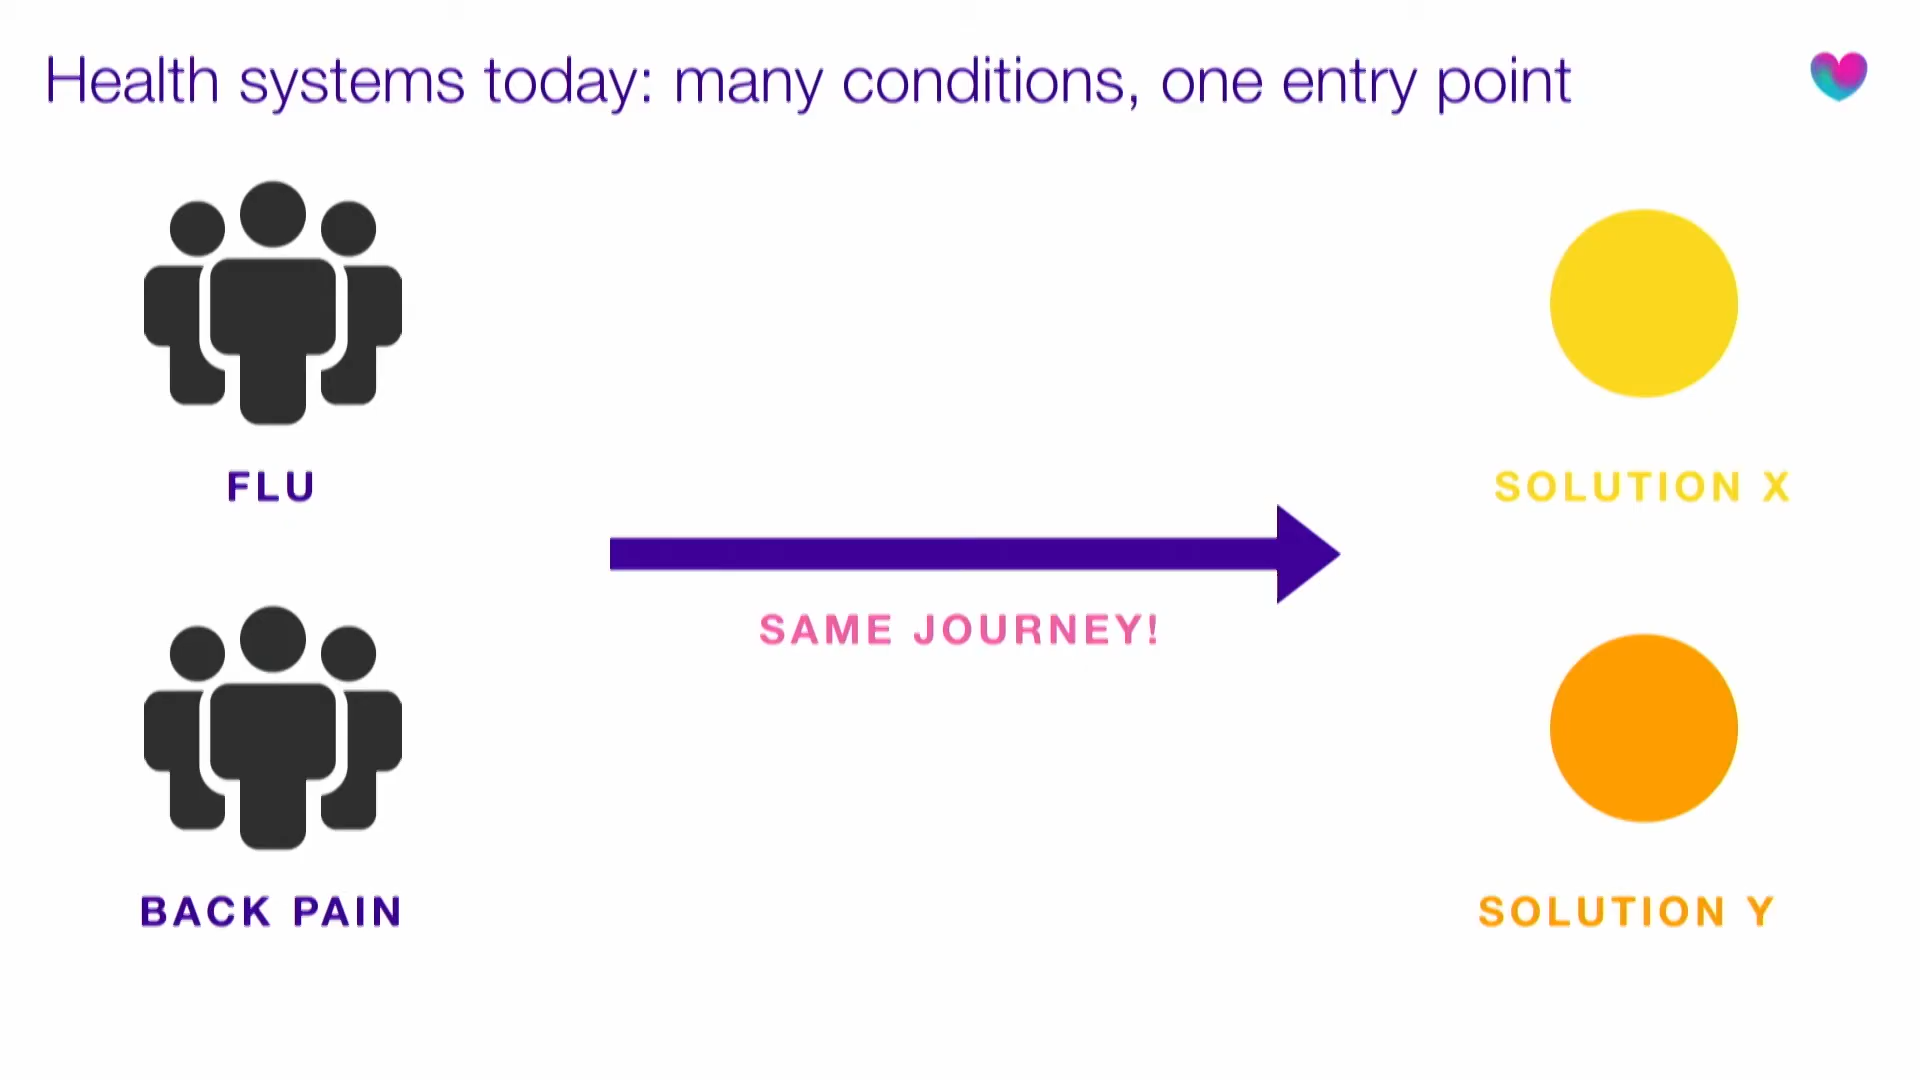 Health systems today: many conditions, one entry point
FLU
SOLUTION X
SAME JOURNEY!
BACK PAIN
SOLUTION Y